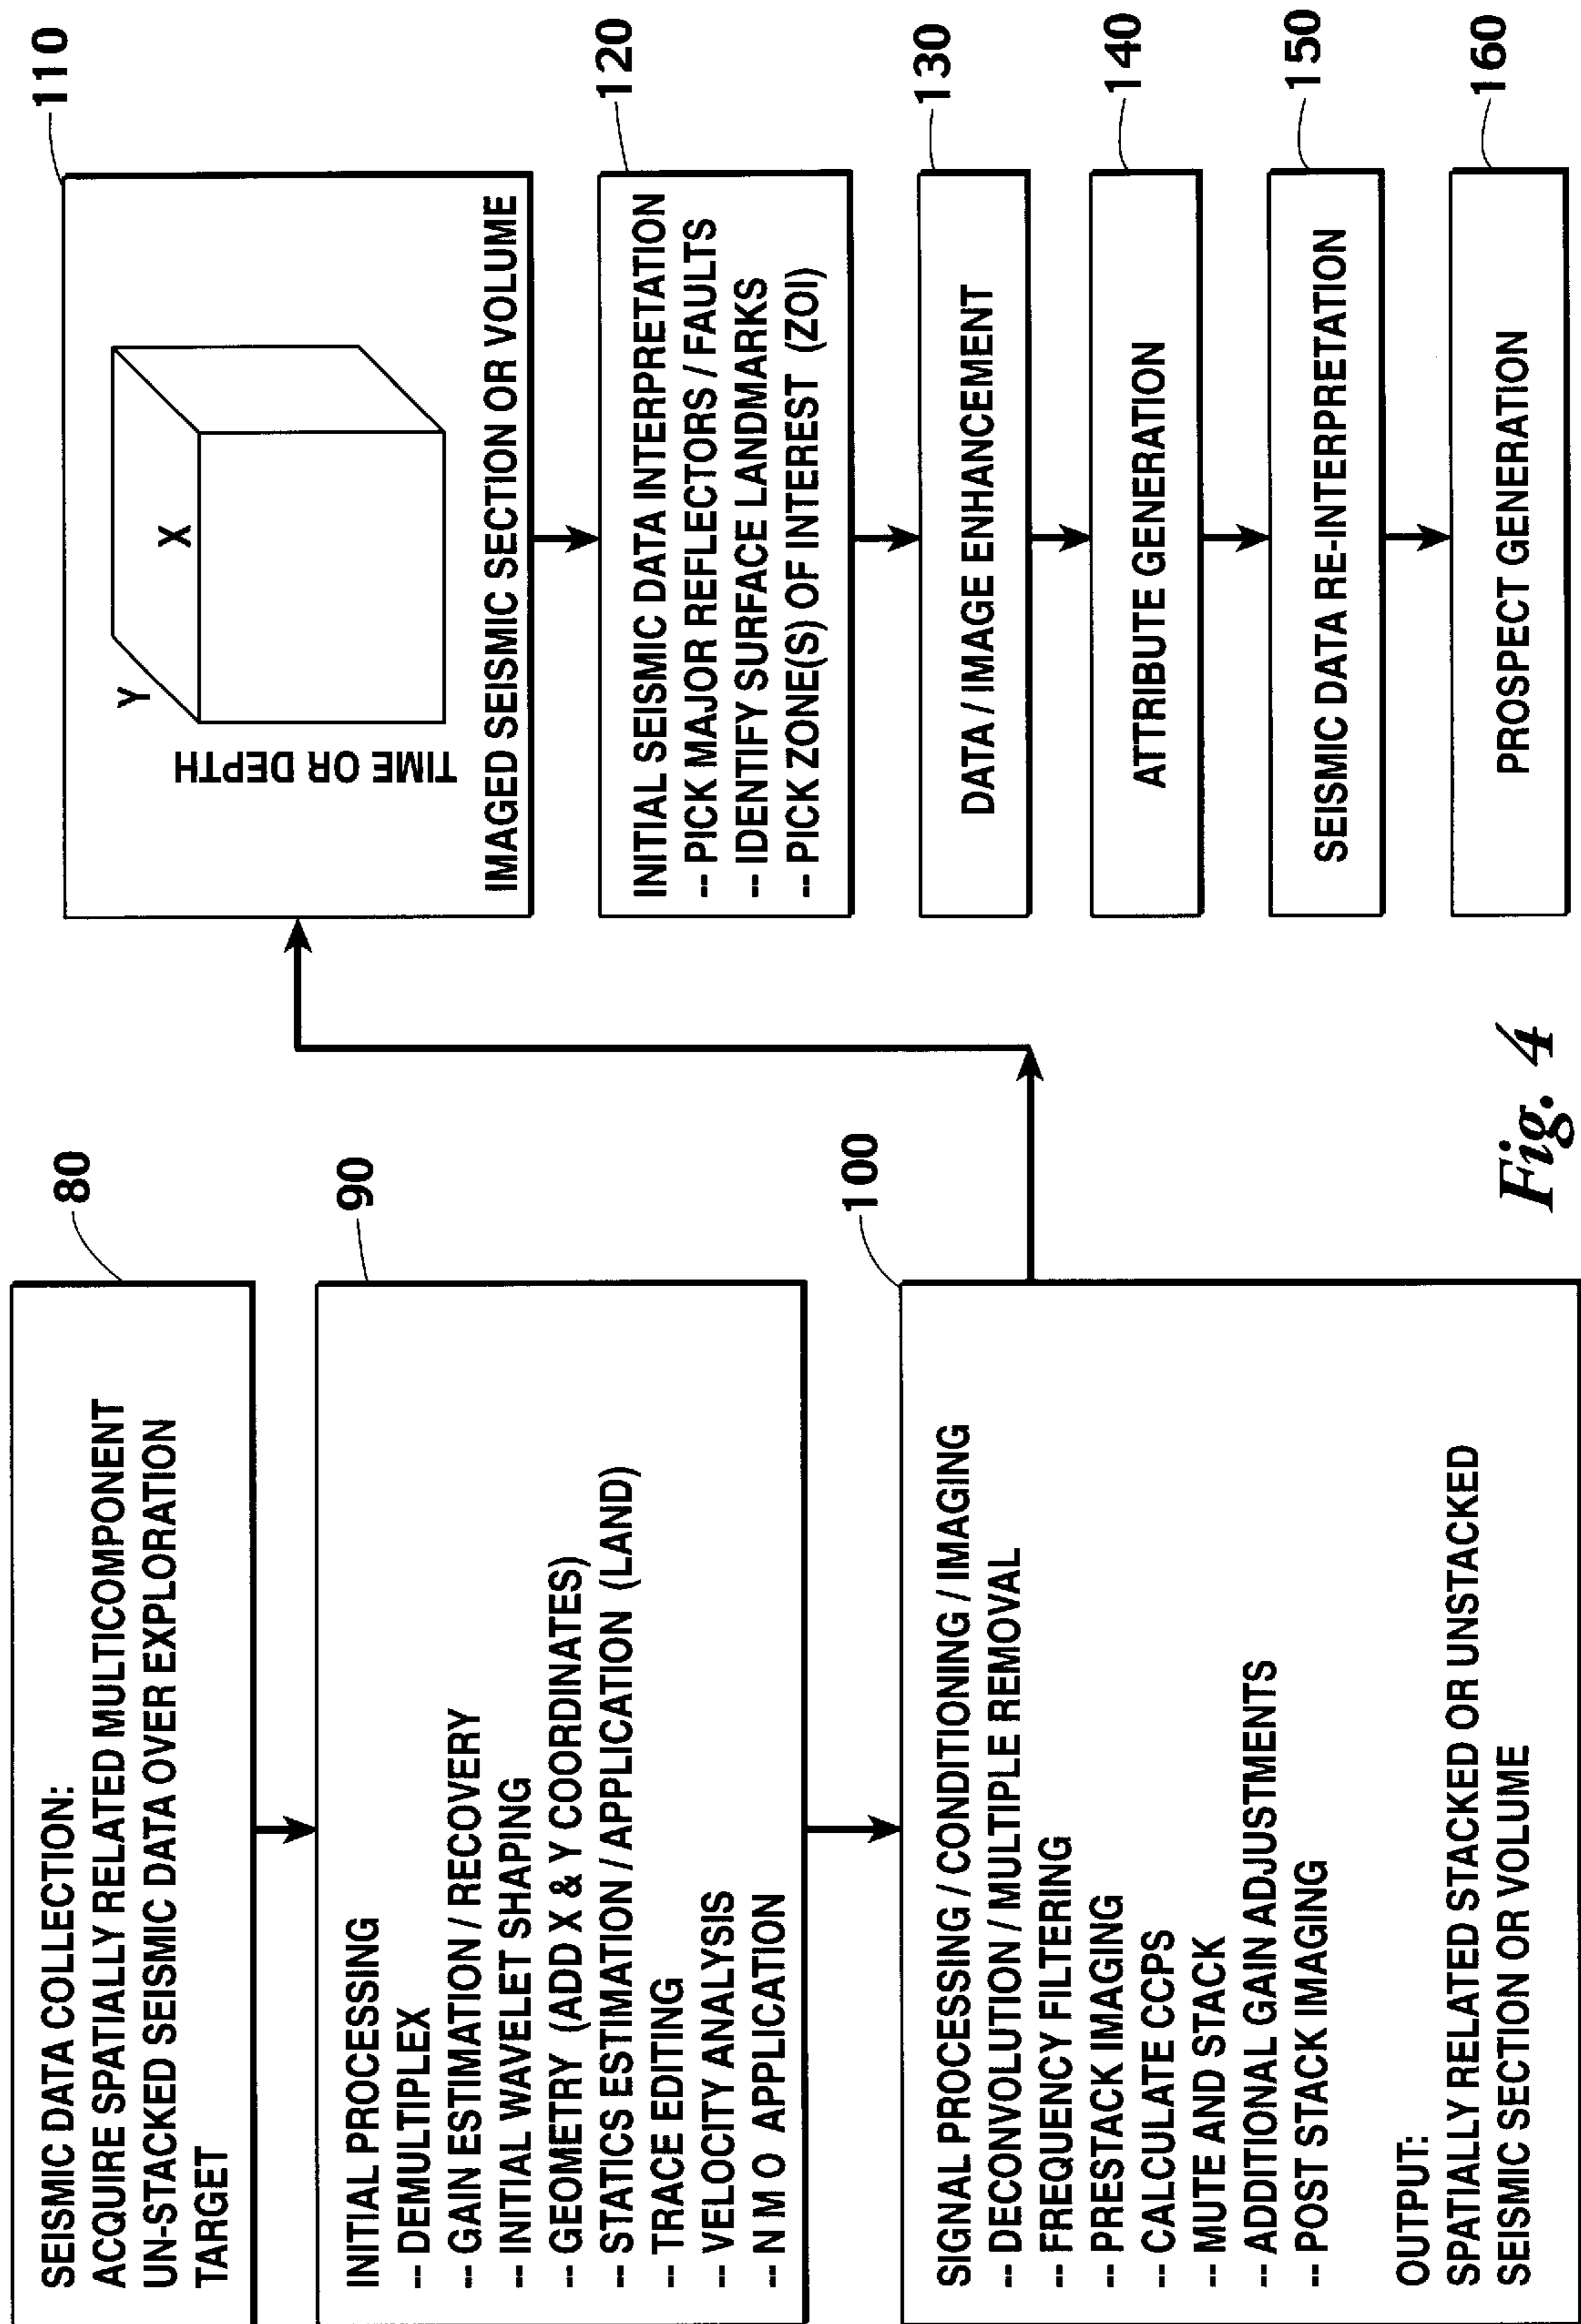 80
SEISMIC DATA COLLECTION:
ACQUIRE SPATIALLY RELATED MULTICOMPONENT
UN-STACKED SEISMIC DATA OVER EXPLORATION
TARGET
90
INITIAL PROCESSING
-- DEMULTIPLEX
-- GAIN ESTIMATION / RECOVERY
-- INITIAL WAVELET SHAPING
-- GEOMETRY (ADD X & Y COORDINATES)
-- STATICS ESTIMATION / APPLICATION (LAND)
-- TRACE EDITING
-- VELOCITY ANALYSIS
-- N M O APPLICATION
100
SIGNAL PROCESSING / CONDITIONING / IMAGING
-- DECONVOLUTION / MULTIPLE REMOVAL
-- FREQUENCY FILTERING
-- PRESTACK IMAGING
-- CALCULATE CCPS
-- MUTE AND STACK
-- ADDITIONAL GAIN ADJUSTMENTS
-- POST STACK IMAGING
OUTPUT:
SPATIALLY RELATED STACKED OR UNSTACKED
SEISMIC SECTION OR VOLUME
110
Y
X
TIME OR DEPTH
IMAGED SEISMIC SECTION OR VOLUME
120
INITIAL SEISMIC DATA INTERPRETATION
-- PICK MAJOR REFLECTORS / FAULTS
-- IDENTIFY SURFACE LANDMARKS
-- PICK ZONE(S) OF INTEREST (ZOI)
130
DATA / IMAGE ENHANCEMENT
140
ATTRIBUTE GENERATION
150
SEISMIC DATA RE-INTERPRETATION
160
PROSPECT GENERATION
Fig. 4